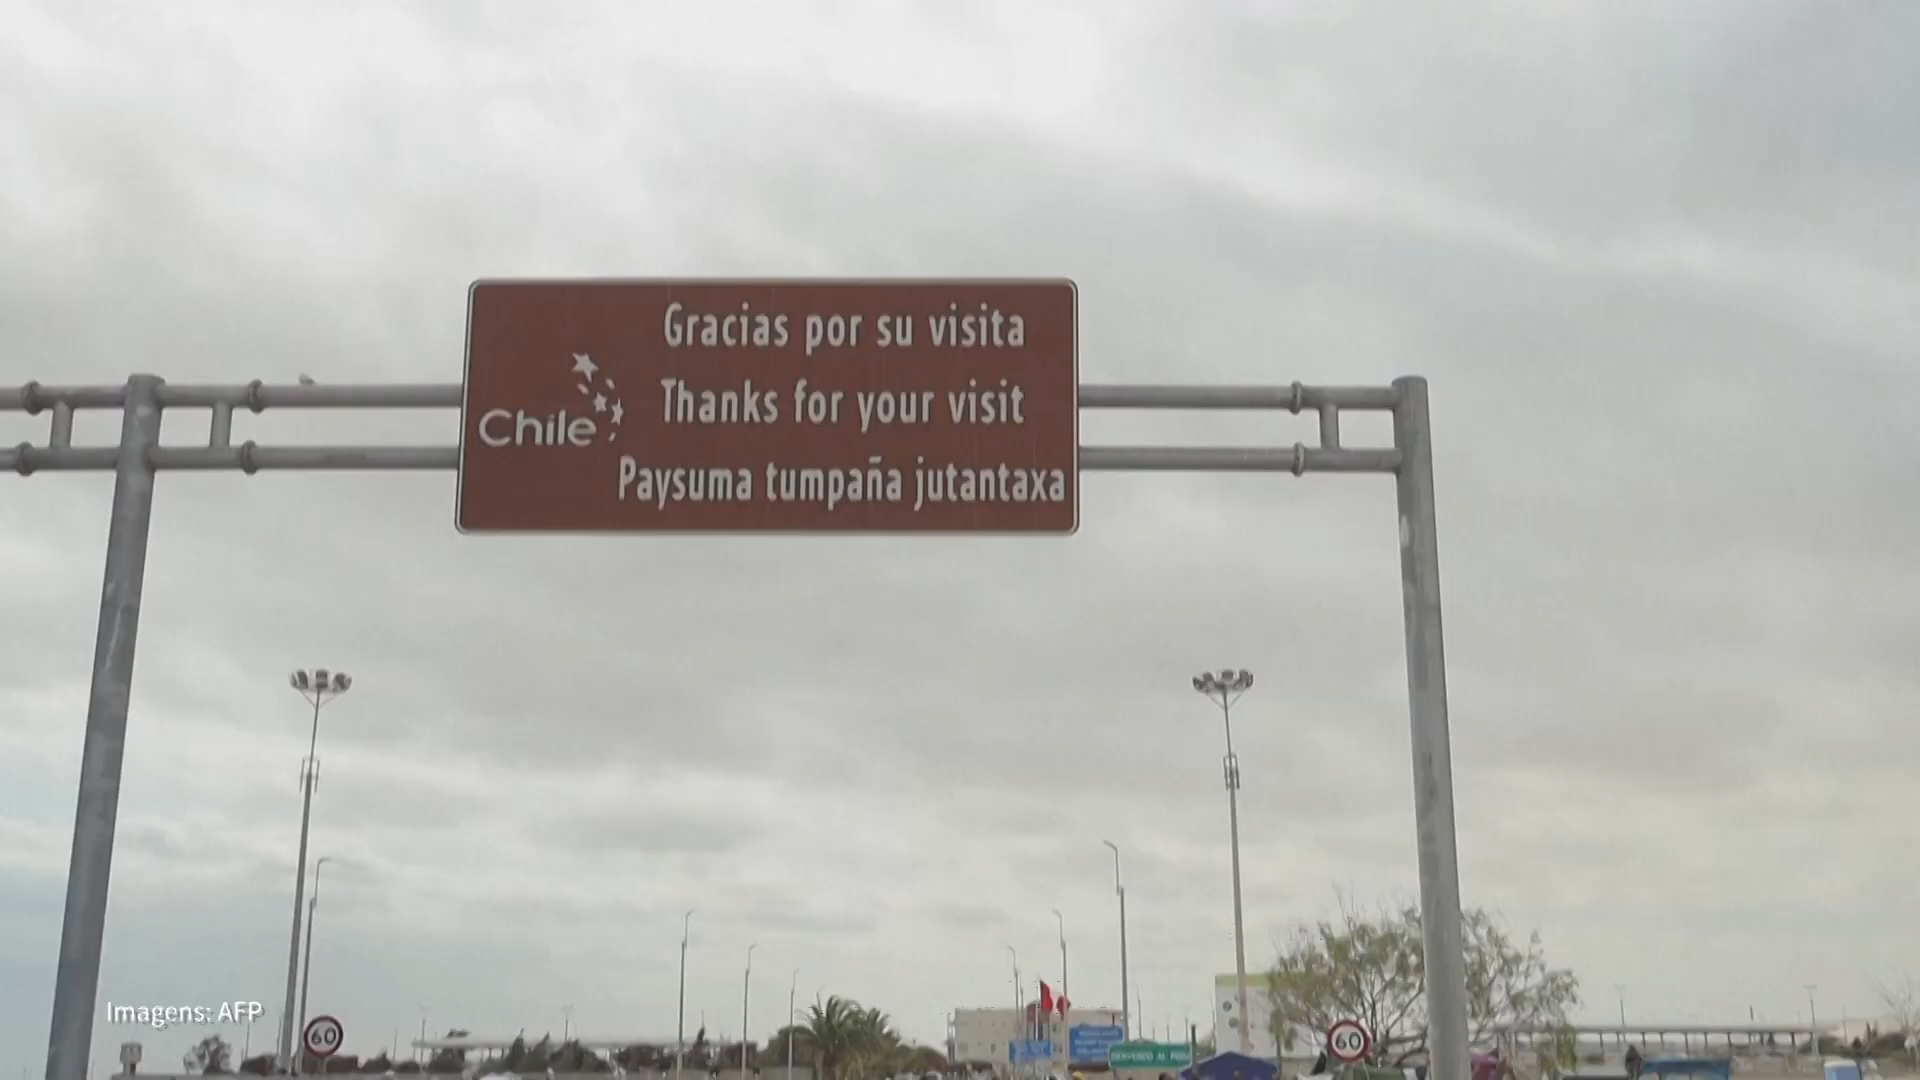 Gracias por su visita
Chile
Thanks for your visit
Paysuma tumpaña jutantaxa
Imagens: AFP
60
60